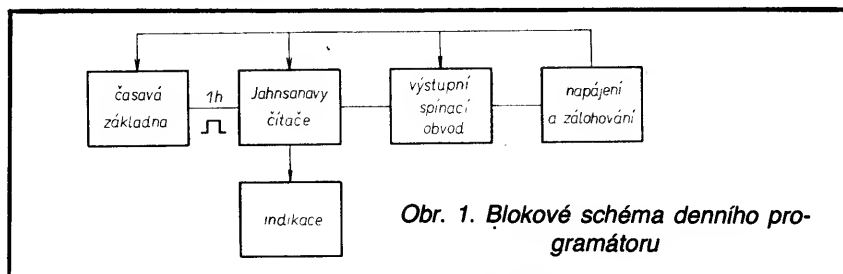 časavá
základna
1h
Jahnsanavy
čítače
výstupní
spínací
obvod
napájení
a zálohování
indikace
Obr. 1. Blokové schéma denního pro-
gramátoru